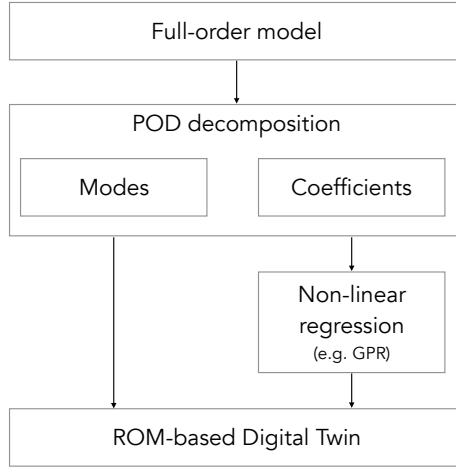 Full-order model
POD decomposition
Modes
Coefficients
Non-linear
regression
(e.g. GPR)
ROM-based Digital Twin